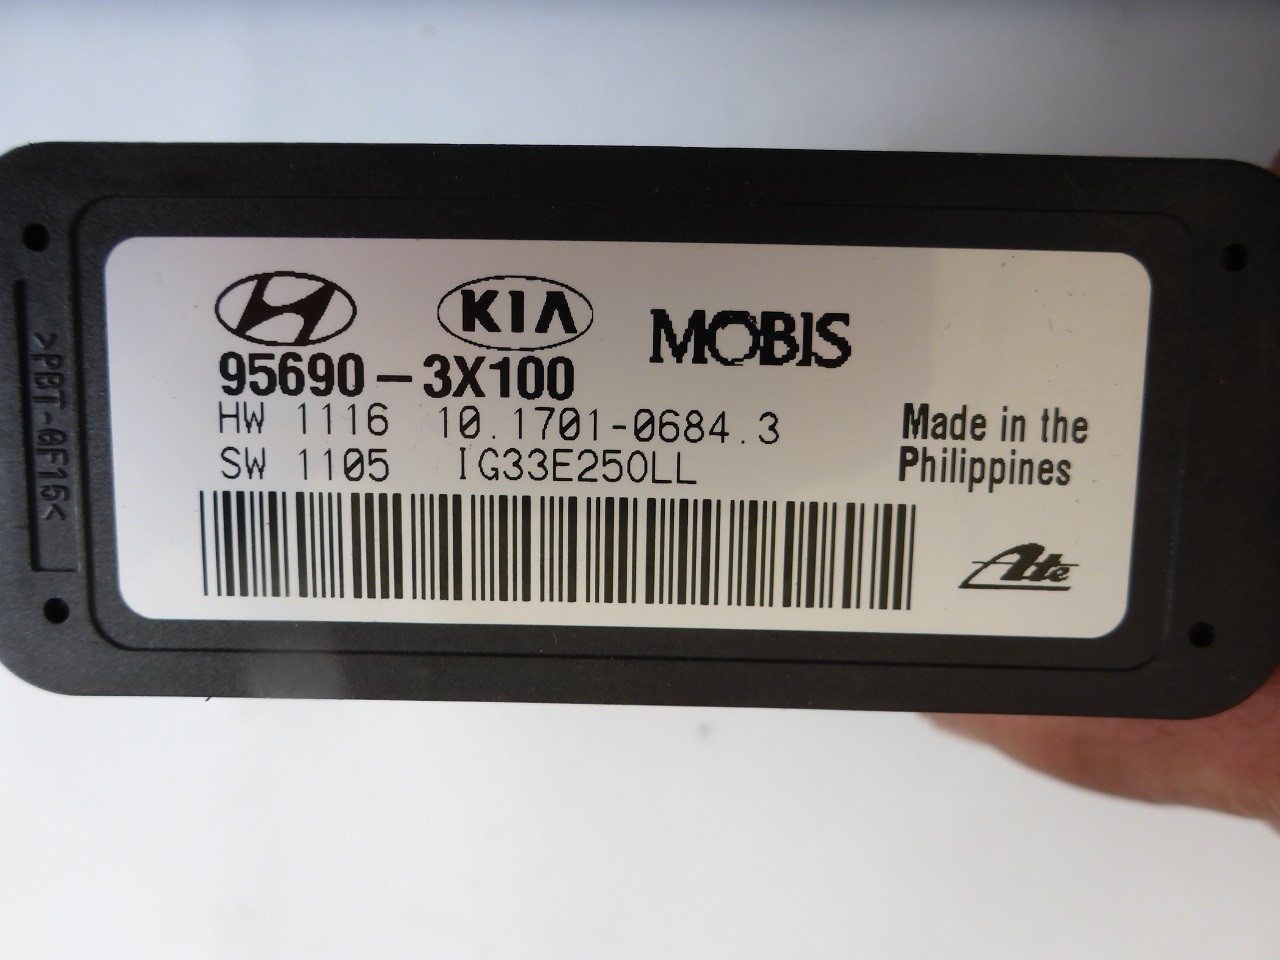 KIA
MOBIS
95690-3X100
HW 1116 10.1701-0684.3
SW 1105 IG33E250LL
Made in the
Philippines
Ate
>PBT-GF15<